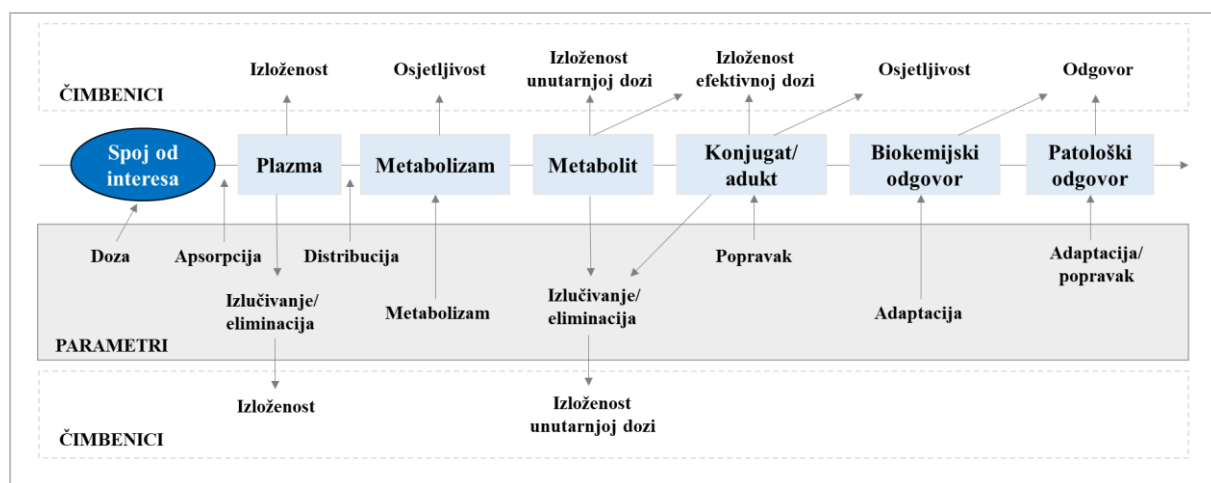 Izloženost
Osjetljivost
Izloženost
unutarnjoj dozi
Izloženost
efektivnoj dozi
Osjetljivost
Odgovor
ČIMBENICI
Spoj od
interesa
Plazma
Metabolizam
Metabolit
Konjugat/
adukt
Biokemijski
odgovor
Patološki
odgovor
Doza
Apsorpcija
Distribucija
Popravak
Adaptacija/
popravak
Izlučivanje/
eliminacija
Metabolizam
Izlučivanje/
eliminacija
Adaptacija
PARAMETRI
Izloženost
Izloženost
unutarnjoj dozi
ČIMBENICI